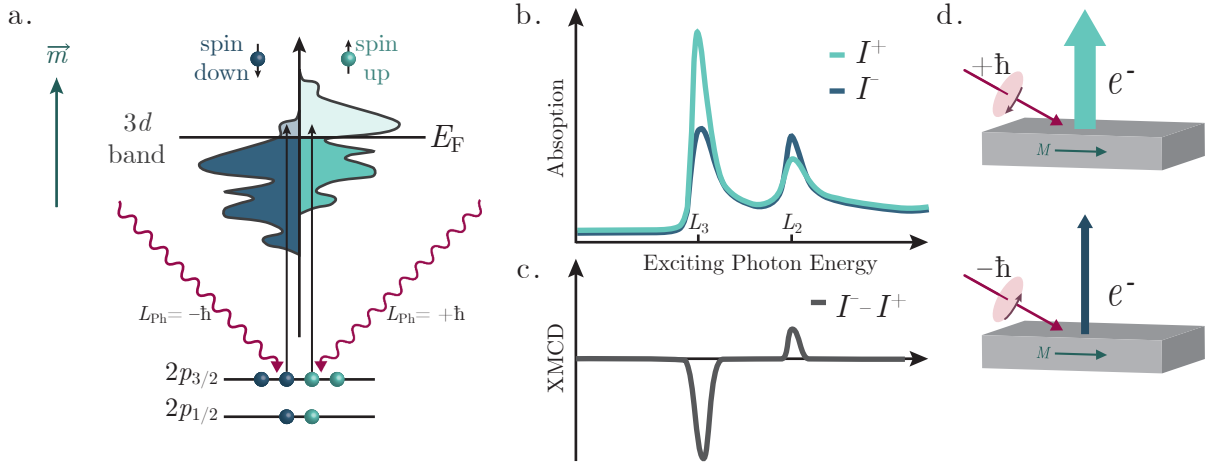 a.
m
spin down
spin up
3d band
E_F
L_Ph = −ħ
L_Ph = +ħ
2p_3/2
2p_1/2
b.
Absoption
I⁺
I⁻
L₃
L₂
Exciting Photon Energy
c.
XMCD
I⁻ − I⁺
d.
+ħ
e⁻
M
−ħ
e⁻
M